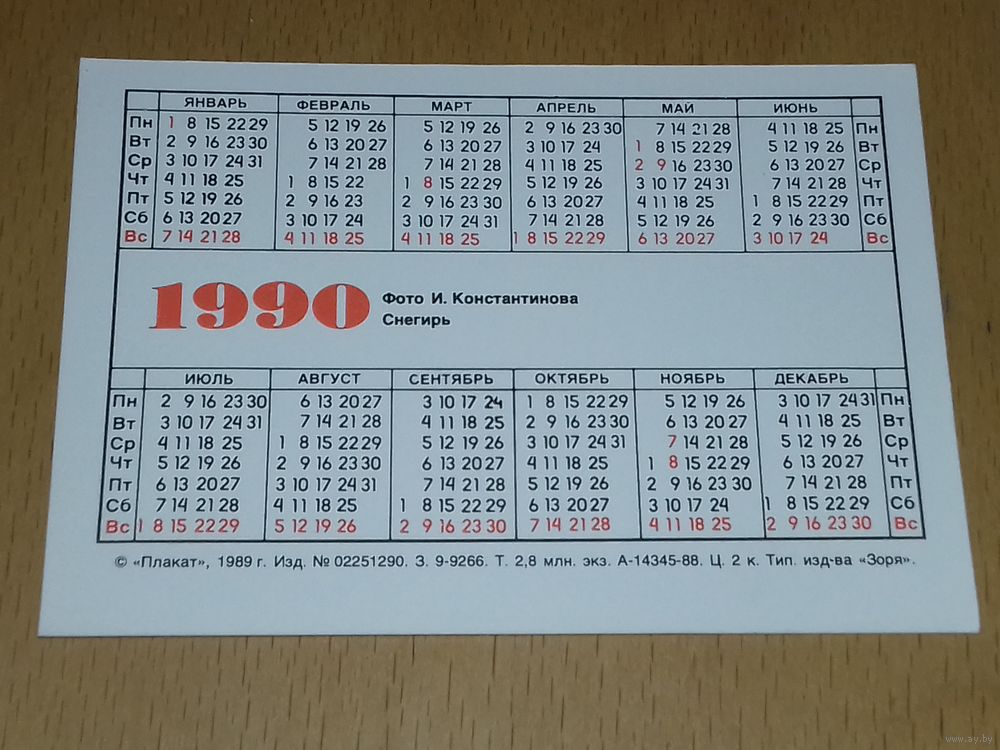 ЯНВАРЬ ФЕВРАЛЬ МАРТ АПРЕЛЬ МАЙ ИЮНЬ
Пн 1 8 15 22 29 5 12 19 26 5 12 19 26 2 9 16 23 30 7 14 21 28 4 11 18 25 Пн
Вт 2 9 16 23 30 6 13 20 27 6 13 20 27 3 10 17 24 1 8 15 22 29 5 12 19 26 Вт
Ср 3 10 17 24 31 7 14 21 28 7 14 21 28 4 11 18 25 2 9 16 23 30 6 13 20 27 Ср
Чт 4 11 18 25 1 8 15 22 1 8 15 22 29 5 12 19 26 3 10 17 24 31 7 14 21 28 Чт
Пт 5 12 19 26 2 9 16 23 2 9 16 23 30 6 13 20 27 4 11 18 25 1 8 15 22 29 Пт
Сб 6 13 20 27 3 10 17 24 3 10 17 24 31 7 14 21 28 5 12 19 26 2 9 16 23 30 Сб
Вс 7 14 21 28 4 11 18 25 4 11 18 25 1 8 15 22 29 6 13 20 27 3 10 17 24 Вс
1990
Фото И. Константинова
Снегирь
ИЮЛЬ АВГУСТ СЕНТЯБРЬ ОКТЯБРЬ НОЯБРЬ ДЕКАБРЬ
Пн 2 9 16 23 30 6 13 20 27 3 10 17 24 1 8 15 22 29 5 12 19 26 3 10 17 24 31 Пн
Вт 3 10 17 24 31 7 14 21 28 4 11 18 25 2 9 16 23 30 6 13 20 27 4 11 18 25 Вт
Ср 4 11 18 25 1 8 15 22 29 5 12 19 26 3 10 17 24 31 7 14 21 28 5 12 19 26 Ср
Чт 5 12 19 26 2 9 16 23 30 6 13 20 27 4 11 18 25 1 8 15 22 29 6 13 20 27 Чт
Пт 6 13 20 27 3 10 17 24 31 7 14 21 28 5 12 19 26 2 9 16 23 30 7 14 21 28 Пт
Сб 7 14 21 28 4 11 18 25 1 8 15 22 29 6 13 20 27 3 10 17 24 1 8 15 22 29 Сб
Вс 1 8 15 22 29 5 12 19 26 2 9 16 23 30 7 14 21 28 4 11 18 25 2 9 16 23 30 Вс
© «Плакат», 1989 г. Изд. № 02251290. З. 9-9266. Т. 2,8 млн. экз. А-14345-88. Ц. 2 к. Тип. изд-ва «Зоря».
www.ay.by